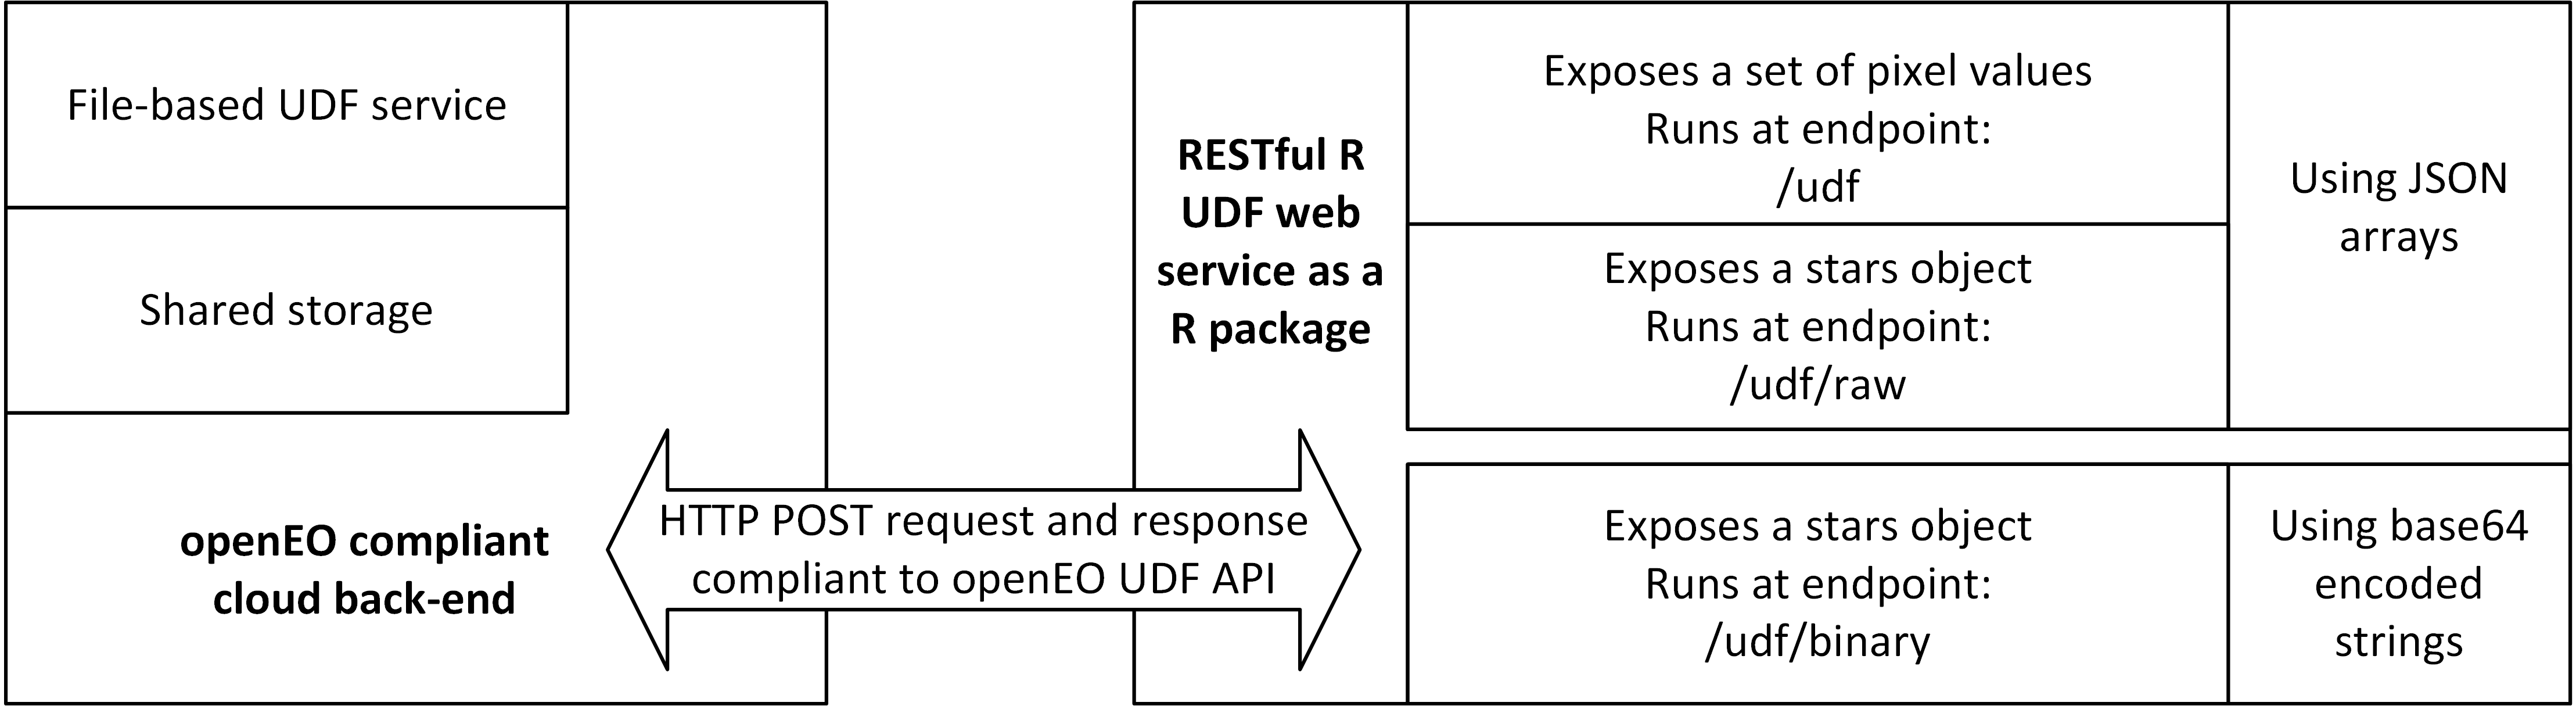 File-based UDF service
Shared storage
openEO compliant
cloud back-end
HTTP POST request and response
compliant to openEO UDF API
RESTful R
UDF web
service as a
R package
Exposes a set of pixel values
Runs at endpoint:
/udf
Exposes a stars object
Runs at endpoint:
/udf/raw
Using JSON
arrays
Exposes a stars object
Runs at endpoint:
/udf/binary
Using base64
encoded
strings